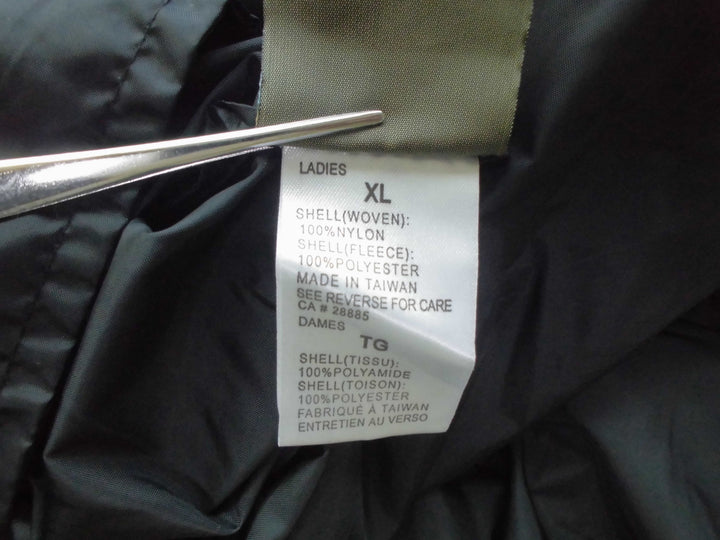 LADIES
XL
SHELL(WOVEN):
100%NYLON
SHELL(FLEECE):
100%POLYESTER
MADE IN TAIWAN
SEE REVERSE FOR CARE
CA # 28885
DAMES
TG
SHELL(TISSU):
100%POLYAMIDE
SHELL(TOISON):
100%POLYESTER
FABRIQUÉ À TAIWAN
ENTRETIEN AU VERSO